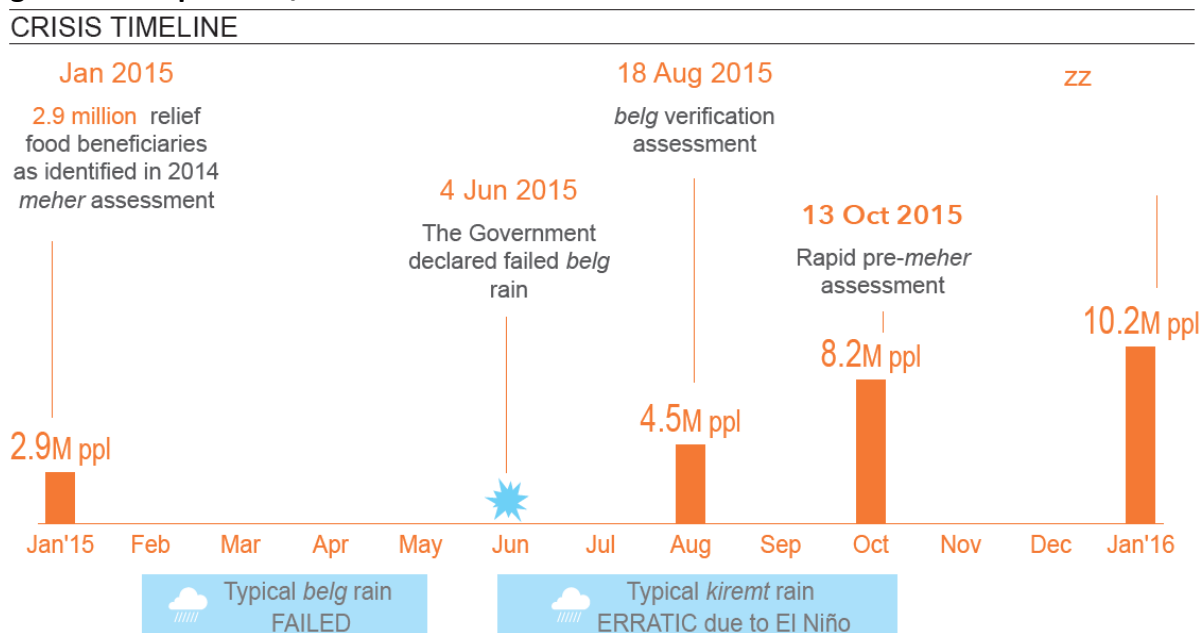 CRISIS TIMELINE
Jan 2015
2.9 million relief
food beneficiaries
as identified in 2014
meher assessment
4 Jun 2015
The Government
declared failed belg
rain
18 Aug 2015
belg verification
assessment
13 Oct 2015
Rapid pre-meher
assessment
zz
2.9M ppl
4.5M ppl
8.2M ppl
10.2M ppl
Jan'15 Feb Mar Apr May Jun Jul Aug Sep Oct Nov Dec Jan'16
Typical belg rain
FAILED
Typical kiremt rain
ERRATIC due to El Niño